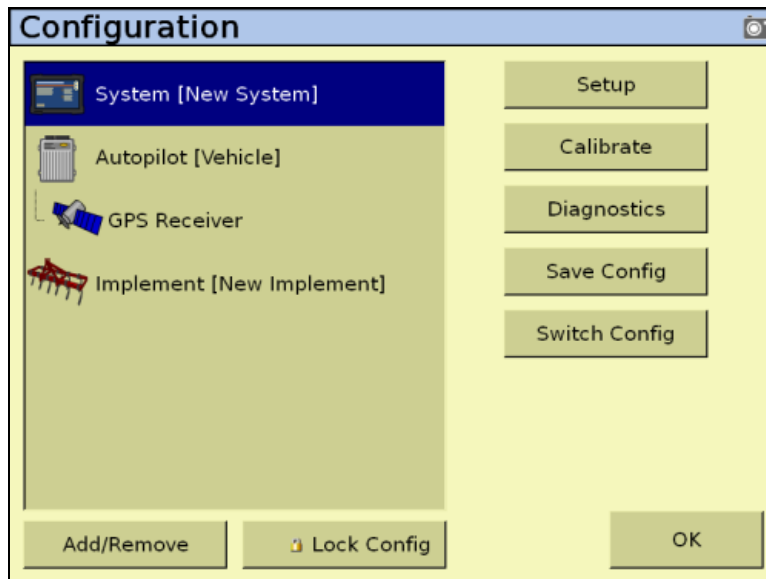 Configuration
System [New System]
Autopilot [Vehicle]
GPS Receiver
Implement [New Implement]
Setup
Calibrate
Diagnostics
Save Config
Switch Config
Add/Remove
Lock Config
OK